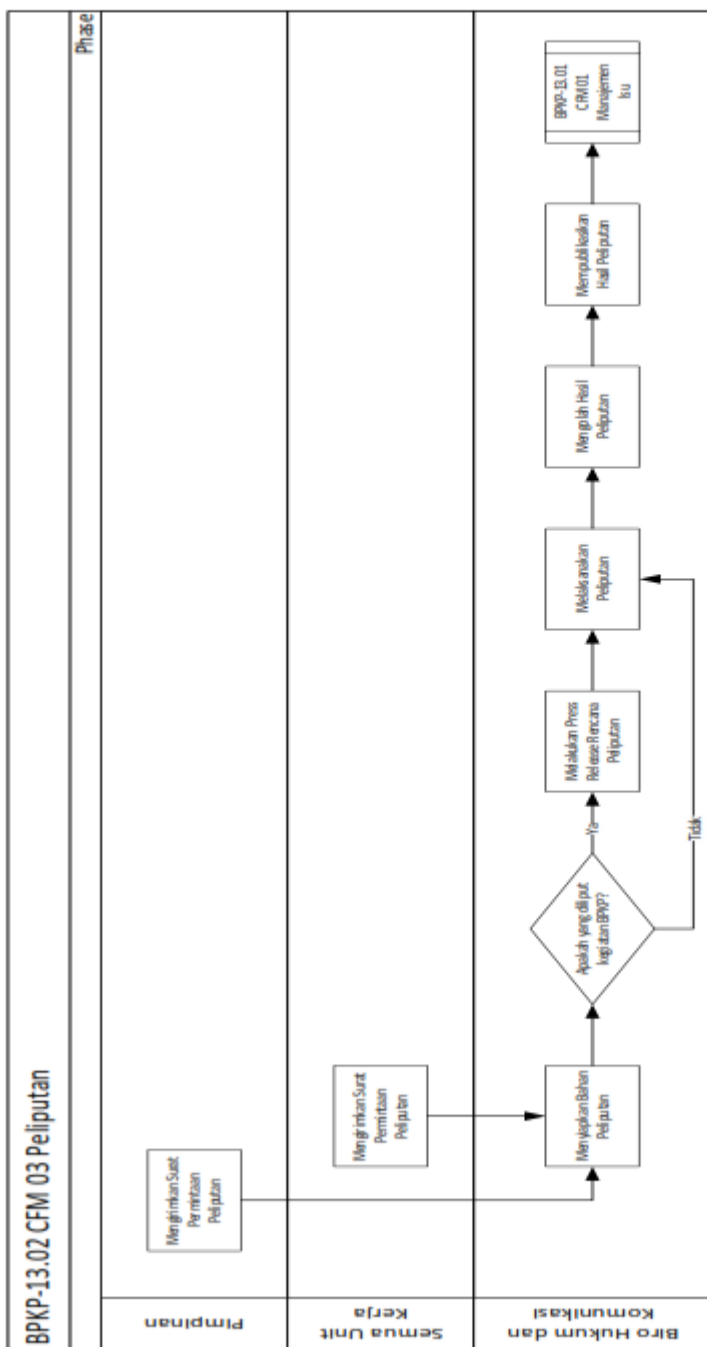 BPKP-13.02 CFM 03 Peliputan
Phase
Pimpinan
Mengirimkan Surat
Permintaan
Peliputan
Semua Unit
Kerja
Mengirimkan Surat
Permintaan
Peliputan
Biro Hukum dan
Komunikasi
Menyiapkan Bahan
Peliputan
Apakah yang diliput
kegiatan BPKP?
Ya
Tidak
Melakukan Press
Release Rencana
Peliputan
Melaksanakan
Peliputan
Mengolah Hasil
Peliputan
Mempublikasikan
Hasil Peliputan
BPKP-13.01
CFM 01
Manajemen
Isu